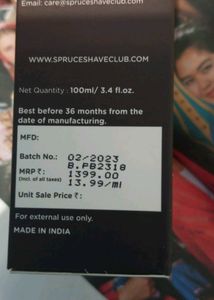 Email: care@spruceshaveclub.com
WWW.SPRUCESHAVECLUB.COM
Net Quantity : 100ml/ 3.4 fl.oz.
Best before 36 months from the
date of manufacturing.
MFD: 02/2023
Batch No.: B.PB2318
MRP ₹: 1399.00
(Incl. of all taxes)
Unit Sale Price ₹: 13.99/ml
For external use only.
MADE IN INDIA